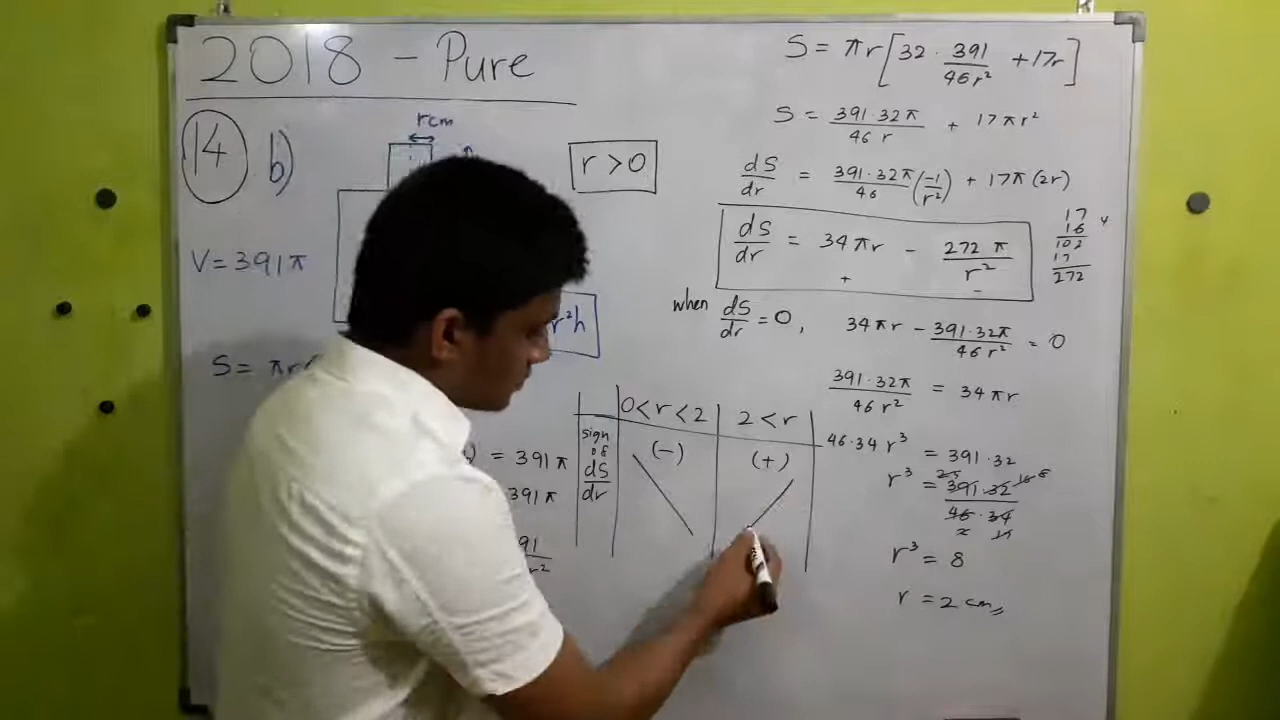 2018 - Pure
14 b)
r cm
r > 0
V = 391π
r²h
S = πr
) = 391π
391π
91
r²
0 < r < 2 2 < r
sign of dS/dr (-) (+)
S = πr [32 · 391/46r² + 17r]
S = 391·32π/46r + 17πr²
dS/dr = 391·32π/46 (-1/r²) + 17π(2r)
dS/dr = 34πr - 272π/r²
+ -
17
16
102
17
272
when dS/dr = 0, 34πr - 391·32π/46r² = 0
391·32π/46r² = 34πr
46·34 r³ = 391·32
r³ = 391·32/46·34
r³ = 8
r = 2 cm